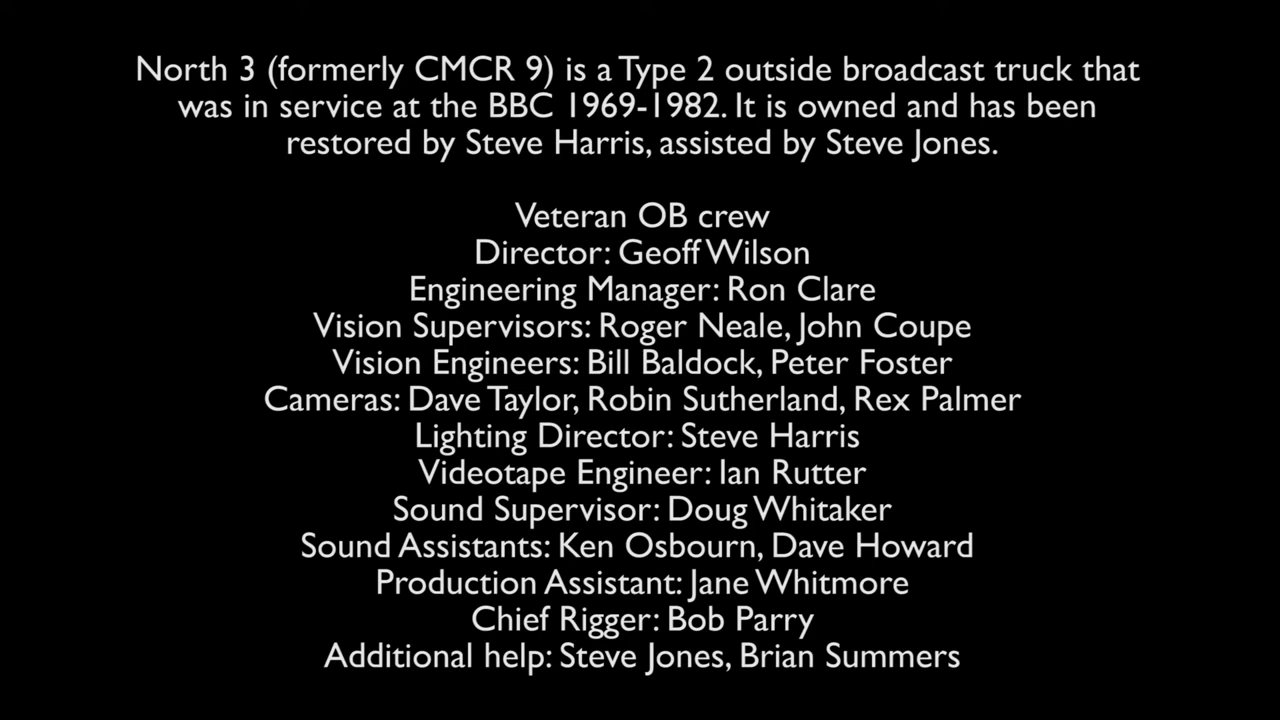 North 3 (formerly CMCR 9) is a Type 2 outside broadcast truck that
was in service at the BBC 1969-1982. It is owned and has been
restored by Steve Harris, assisted by Steve Jones.
Veteran OB crew
Director: Geoff Wilson
Engineering Manager: Ron Clare
Vision Supervisors: Roger Neale, John Coupe
Vision Engineers: Bill Baldock, Peter Foster
Cameras: Dave Taylor, Robin Sutherland, Rex Palmer
Lighting Director: Steve Harris
Videotape Engineer: Ian Rutter
Sound Supervisor: Doug Whitaker
Sound Assistants: Ken Osbourn, Dave Howard
Production Assistant: Jane Whitmore
Chief Rigger: Bob Parry
Additional help: Steve Jones, Brian Summers